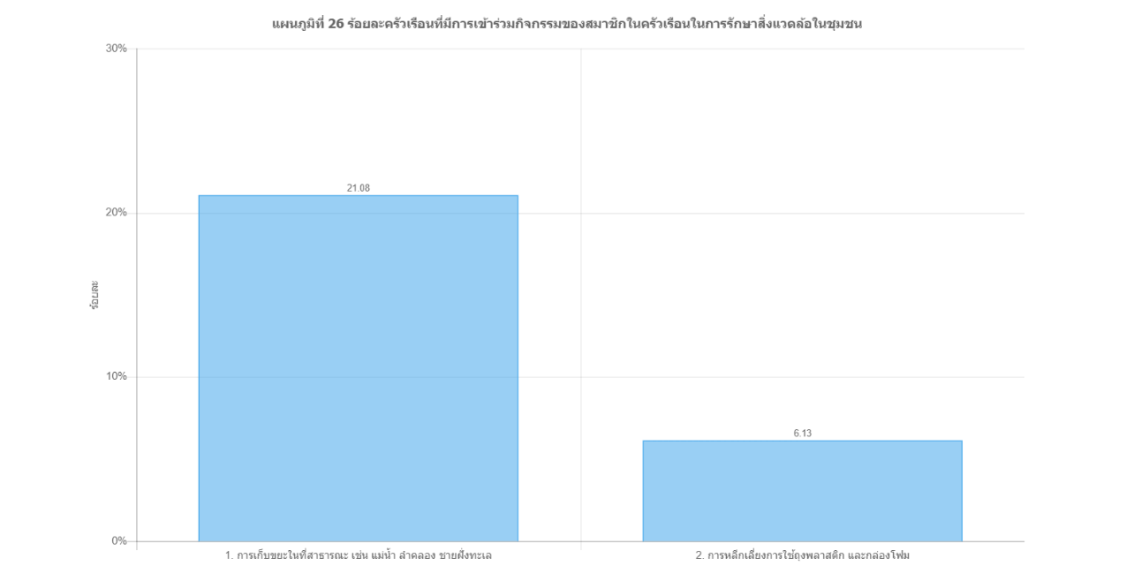 แผนภูมิที่ 26 ร้อยละครัวเรือนที่มีการเข้าร่วมกิจกรรมของสมาชิกในครัวเรือนในการรักษาสิ่งแวดล้อในชุมชน
30%
21.08
20%
ร้อยละ
10%
6.13
0%
1. การเก็บขยะในที่สาธารณะ เช่น แม่น้ำ ลำคลอง ชายฝั่งทะเล
2. การหลีกเลี่ยงการใช้ถุงพลาสติก และกล่องโฟม